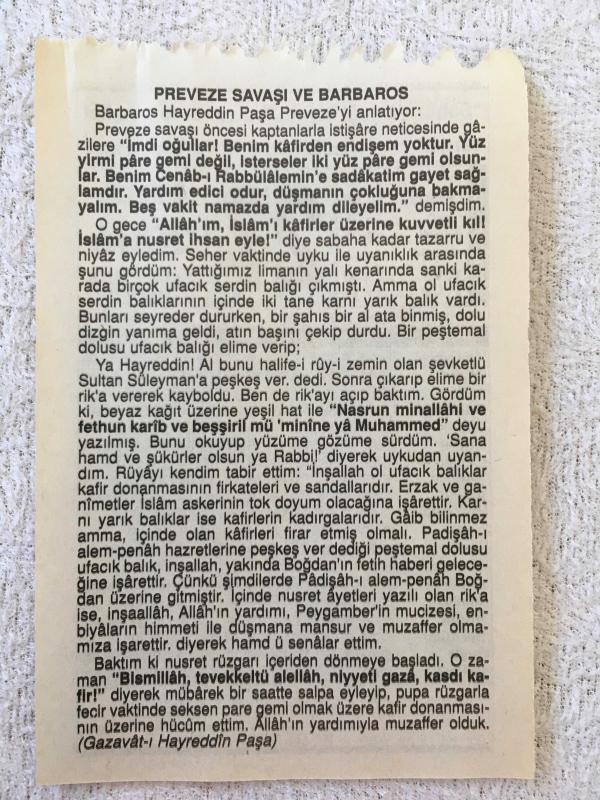 PREVEZE SAVAŞI VE BARBAROS
Barbaros Hayreddin Paşa Preveze'yi anlatıyor:
Preveze savaşı öncesi kaptanlarla istişâre neticesinde gâ-
zilere "İmdi oğullar! Benim kâfirden endişem yoktur. Yüz
yirmi pâre gemi değil, isterseler iki yüz pâre gemi olsun-
lar. Benim Cenâb-ı Rabbülâlemin'e sadâkatim gayet sağ-
lamdır. Yardım edici odur, düşmanın çokluğuna bakma-
yalım. Beş vakit namazda yardım dileyelim." demişdim.
O gece "Allâh'ım, İslâm'ı kâfirler üzerine kuvvetli kıl!
İslâm'a nusret ihsan eyle!" diye sabaha kadar tazarru ve
niyâz eyledim. Seher vaktinde uyku ile uyanıklık arasında
şunu gördüm: Yattığımız limanın yalı kenarında sanki ka-
rada birçok ufacık serdin balığı çıkmıştı. Amma ol ufacık
serdin balıklarının içinde iki tane karnı yarık balık vardı.
Bunları seyreder dururken, bir şahıs bir al ata binmiş, dolu
dizgin yanıma geldi, atın başını çekip durdu. Bir peştemal
dolusu ufacık balığı elime verip;
Ya Hayreddin! Al bunu halife-i rûy-i zemin olan şevketlü
Sultan Süleyman'a peşkeş ver. dedi. Sonra çıkarıp elime bir
rik'a vererek kayboldu. Ben de rik'ayı açıp baktım. Gördüm
ki, beyaz kağıt üzerine yeşil hat ile "Nasrun minallâhi ve
fethun karîb ve beşşiril mü 'minîne yâ Muhammed" deyu
yazılmış. Bunu okuyup yüzüme gözüme sürdüm. 'Sana
hamd ve şükürler olsun ya Rabbi!' diyerek uykudan uyan-
dım. Rüyâyı kendim tabir ettim: "İnşallah ol ufacık balıklar
kafir donanmasının firkateleri ve sandallarıdır. Erzak ve ga-
nîmetler İslâm askerinin tok doyum olacağına işârettir. Kar-
nı yarık balıklar ise kafirlerin kadırgalarıdır. Gâib bilinmez
amma, içinde olan kâfirleri firar etmiş olmalı. Padişâh-ı
alem-penâh hazretlerine peşkeş ver dediği peştemal dolusu
ufacık balık, inşallah, yakında Boğdan'ın fetih haberi gelece-
ğine işârettir. Çünkü şimdilerde Pâdişâh-ı alem-penâh Boğ-
dan üzerine gitmiştir. İçinde nusret âyetleri yazılı olan rik'a
ise, inşaallâh, Allâh'ın yardımı, Peygamber'in mucizesi, en-
biyâların himmeti ile düşmana mansur ve muzaffer olma-
mıza işarettir. diyerek hamd ü senâlar ettim.
Baktım ki nusret rüzgarı içeriden dönmeye başladı. O za-
man "Bismillâh, tevekkeltü alellâh, niyyeti gazâ, kasdı ka-
fir!" diyerek mübârek bir saatte salpa eyleyip, pupa rüzgarla
fecir vaktinde seksen pare gemi olmak üzere kafir donanması-
nın üzerine hücûm ettim. Allâh'ın yardımıyla muzaffer olduk.
(Gazavât-ı Hayreddîn Paşa)